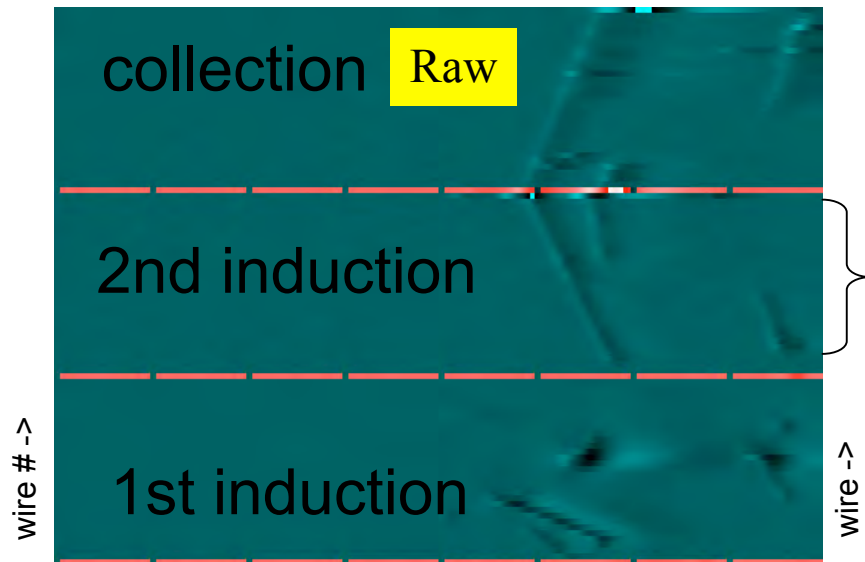 collection Raw
2nd induction
1st induction
wire # ->
wire ->